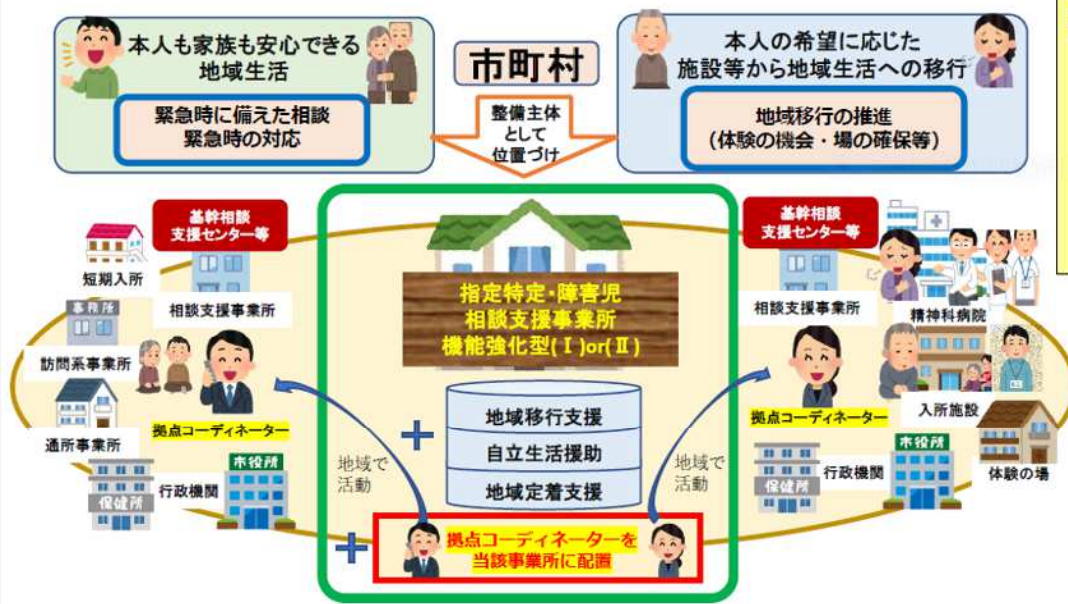 本人も家族も安心できる
地域生活
緊急時に備えた相談
緊急時の対応
市町村
整備主体
として
位置づけ
本人の希望に応じた
施設等から地域生活への移行
地域移行の推進
(体験の機会・場の確保等)
基幹相談
支援センター等
短期入所
相談支援事業所
事務所
訪問系事業所
通所事業所
拠点コーディネーター
保健所
行政機関
市役所
指定特定・障害児
相談支援事業所
機能強化型(Ⅰ)or(Ⅱ)
地域移行支援
自立生活援助
地域定着支援
地域で
活動
地域で
活動
拠点コーディネーターを
当該事業所に配置
基幹相談
支援センター等
相談支援事業所
精神科病院
拠点コーディネーター
入所施設
保健所
行政機関
市役所
体験の場